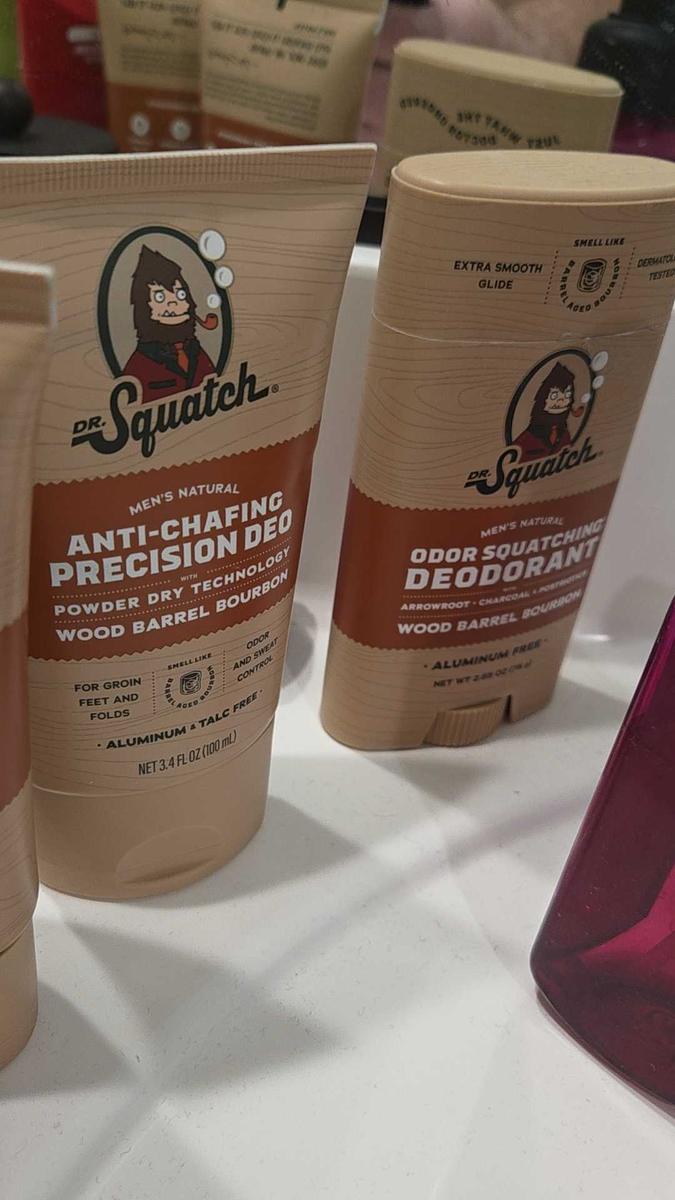 DR. Squatch®
MEN'S NATURAL
ANTI-CHAFING
PRECISION DEO
WITH
POWDER DRY TECHNOLOGY
WOOD BARREL BOURBON
FOR GROIN
FEET AND
FOLDS
SMELL LIKE
BARREL AGED BOURBON
ODOR
AND SWEAT
CONTROL
· ALUMINUM & TALC FREE ·
NET 3.4 FL OZ (100 mL)
EXTRA SMOOTH
GLIDE
SMELL LIKE
BARREL AGED BOURBON
TESTED
DR. Squatch
MEN'S NATURAL
ODOR SQUATCHING
DEODORANT
ARROWROOT · CHARCOAL & POSTBIOTICS
WOOD BARREL BOURBON
· ALUMINUM FREE ·
NET WT